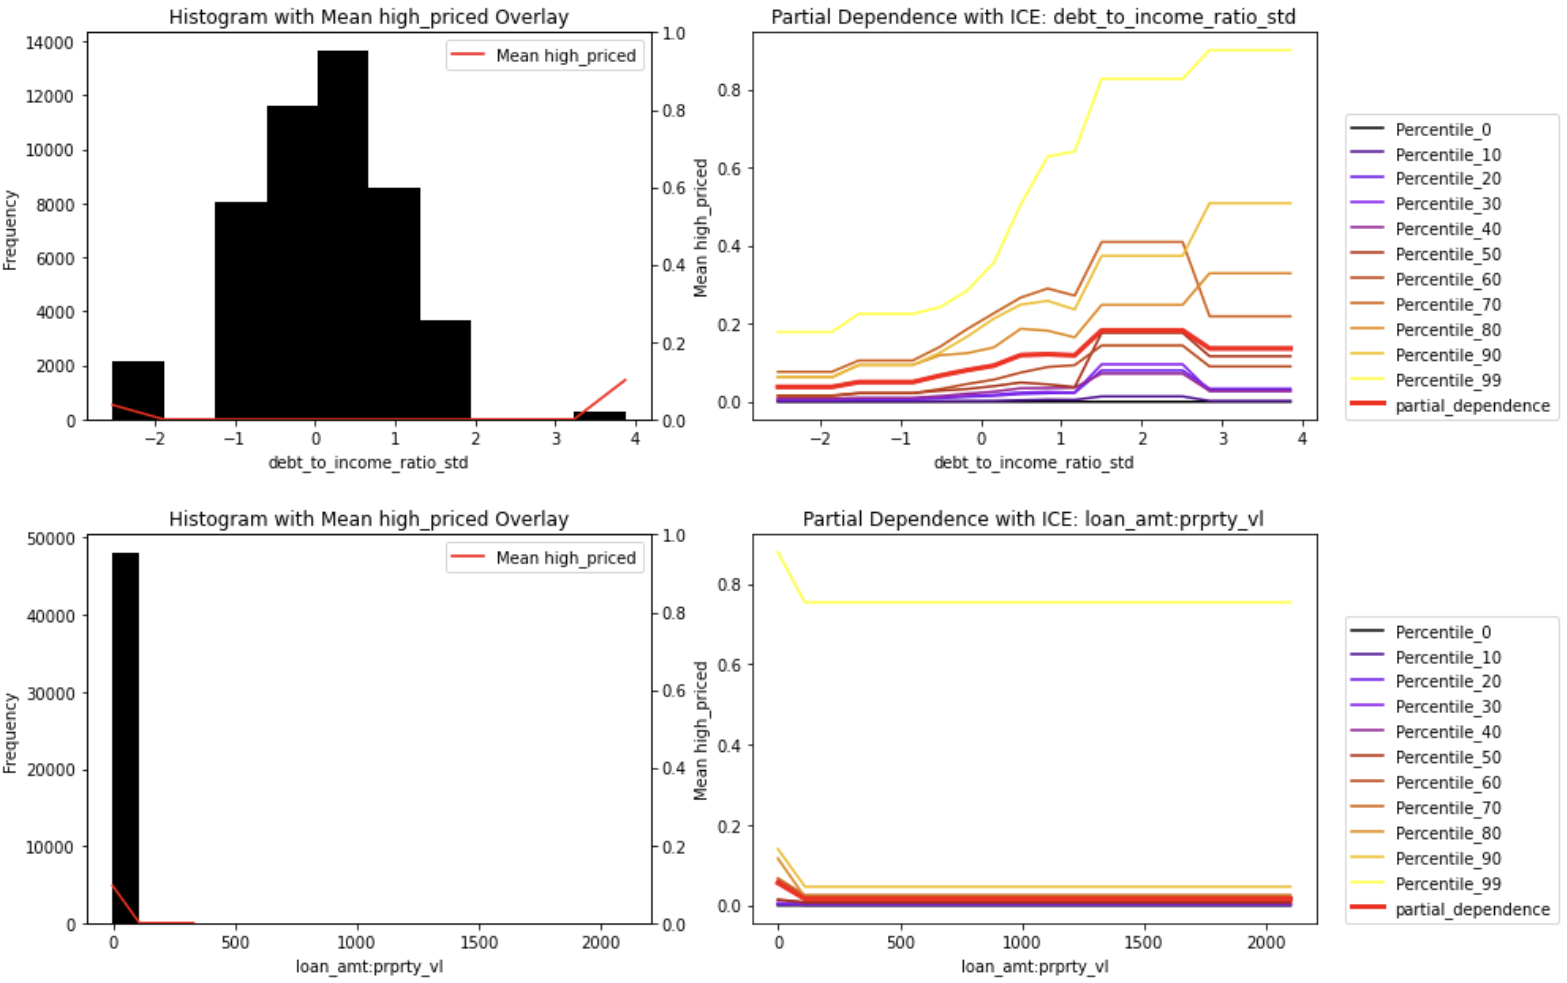 Histogram with Mean high_priced Overlay
14000
12000
10000
8000
6000
4000
2000
0
Frequency
1.0
0.8
0.6
0.4
0.2
0.0
Mean high_priced
Mean high_priced
−2 −1 0 1 2 3 4
debt_to_income_ratio_std
Partial Dependence with ICE: debt_to_income_ratio_std
0.8
0.6
0.4
0.2
0.0
−2 −1 0 1 2 3 4
debt_to_income_ratio_std
Percentile_0
Percentile_10
Percentile_20
Percentile_30
Percentile_40
Percentile_50
Percentile_60
Percentile_70
Percentile_80
Percentile_90
Percentile_99
partial_dependence
Histogram with Mean high_priced Overlay
50000
40000
30000
20000
10000
0
Frequency
1.0
0.8
0.6
0.4
0.2
0.0
Mean high_priced
Mean high_priced
0 500 1000 1500 2000
loan_amt:prprty_vl
Partial Dependence with ICE: loan_amt:prprty_vl
0.8
0.6
0.4
0.2
0.0
0 500 1000 1500 2000
loan_amt:prprty_vl
Percentile_0
Percentile_10
Percentile_20
Percentile_30
Percentile_40
Percentile_50
Percentile_60
Percentile_70
Percentile_80
Percentile_90
Percentile_99
partial_dependence